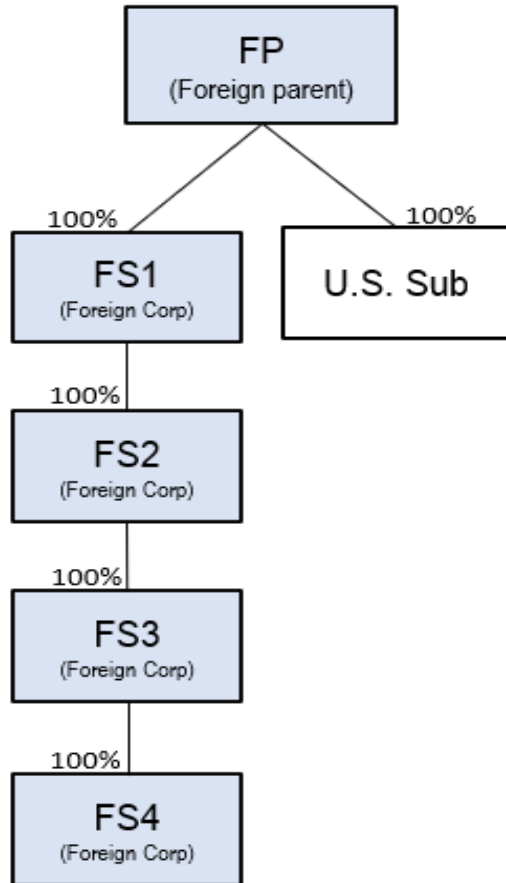 FP
(Foreign parent)
100%
100%
FS1
(Foreign Corp)
U.S. Sub
100%
FS2
(Foreign Corp)
100%
FS3
(Foreign Corp)
100%
FS4
(Foreign Corp)